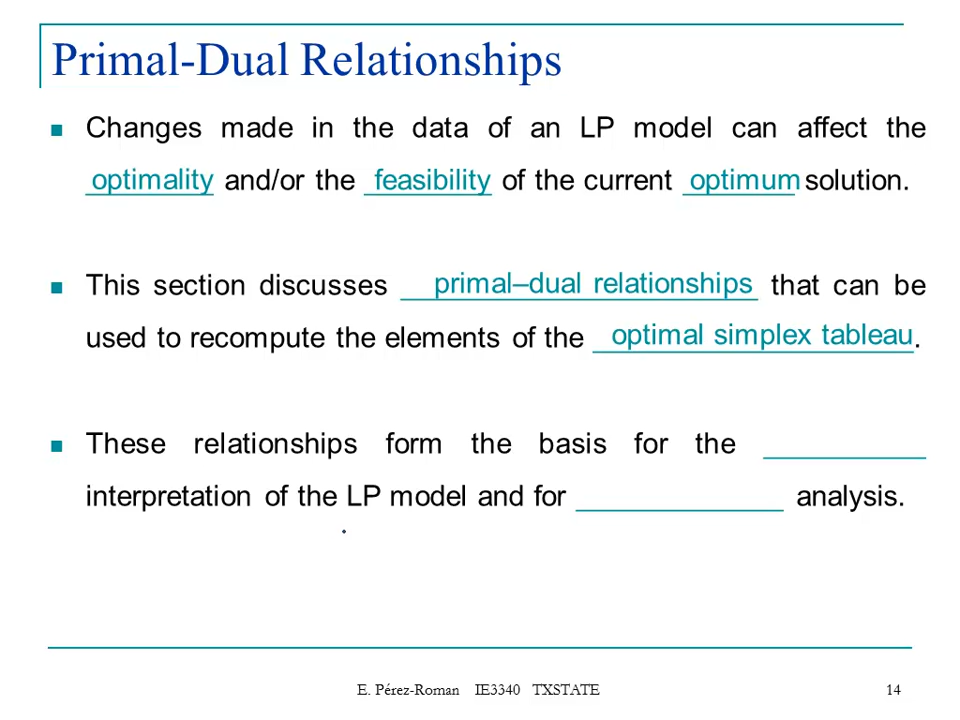 Primal-Dual Relationships
Changes made in the data of an LP model can affect the
optimality and/or the feasibility of the current optimum solution.
This section discusses primal–dual relationships that can be
used to recompute the elements of the optimal simplex tableau.
These relationships form the basis for the __________
interpretation of the LP model and for _____________ analysis.
E. Pérez-Roman IE3340 TXSTATE 14